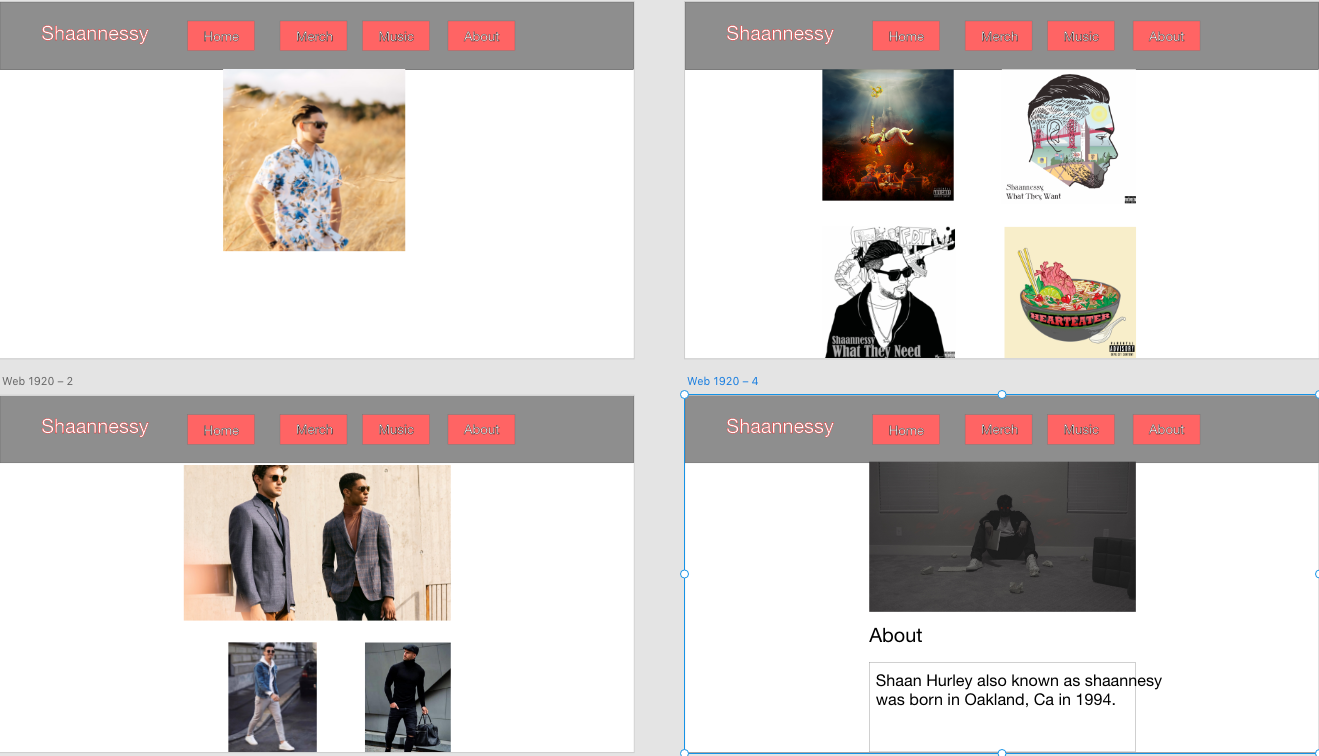 Shaannessy Home Merch Music About
Shaannessy Home Merch Music About
Shaannessy
What They Want
Shaannessy
What They Need
HEARTEATER
ADVISORY
Web 1920 – 2
Web 1920 – 4
Shaannessy Home Merch Music About
Shaannessy Home Merch Music About
About
Shaan Hurley also known as shaannesy
was born in Oakland, Ca in 1994.